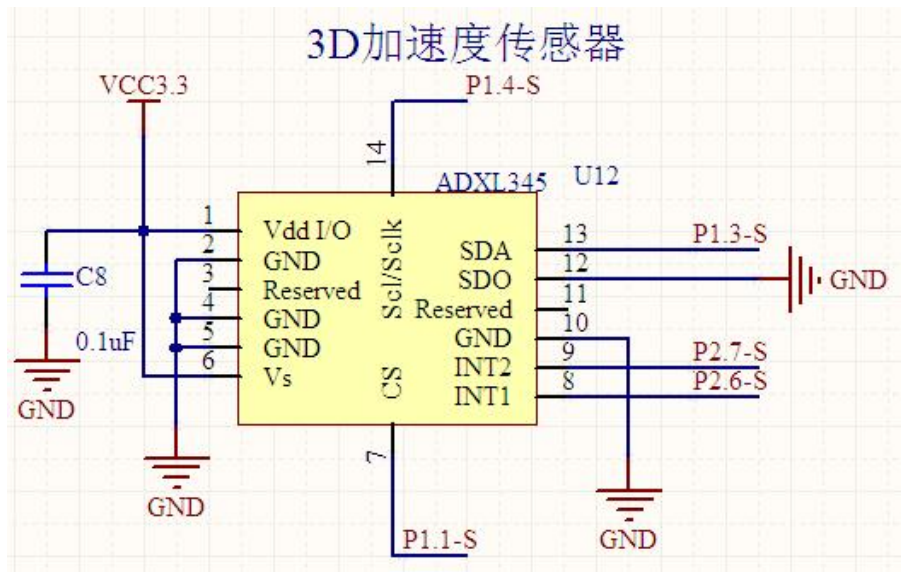 3D加速度传感器
VCC3.3
P1.4-S
14
ADXL345
U12
1
Vdd I/O
2
GND
3
Reserved
4
GND
5
GND
6
Vs
Scl/Sclk
CS
SDA
13
P1.3-S
SDO
12
GND
Reserved
11
GND
10
INT2
9
P2.7-S
INT1
8
P2.6-S
C8
0.1uF
GND
GND
7
P1.1-S
GND